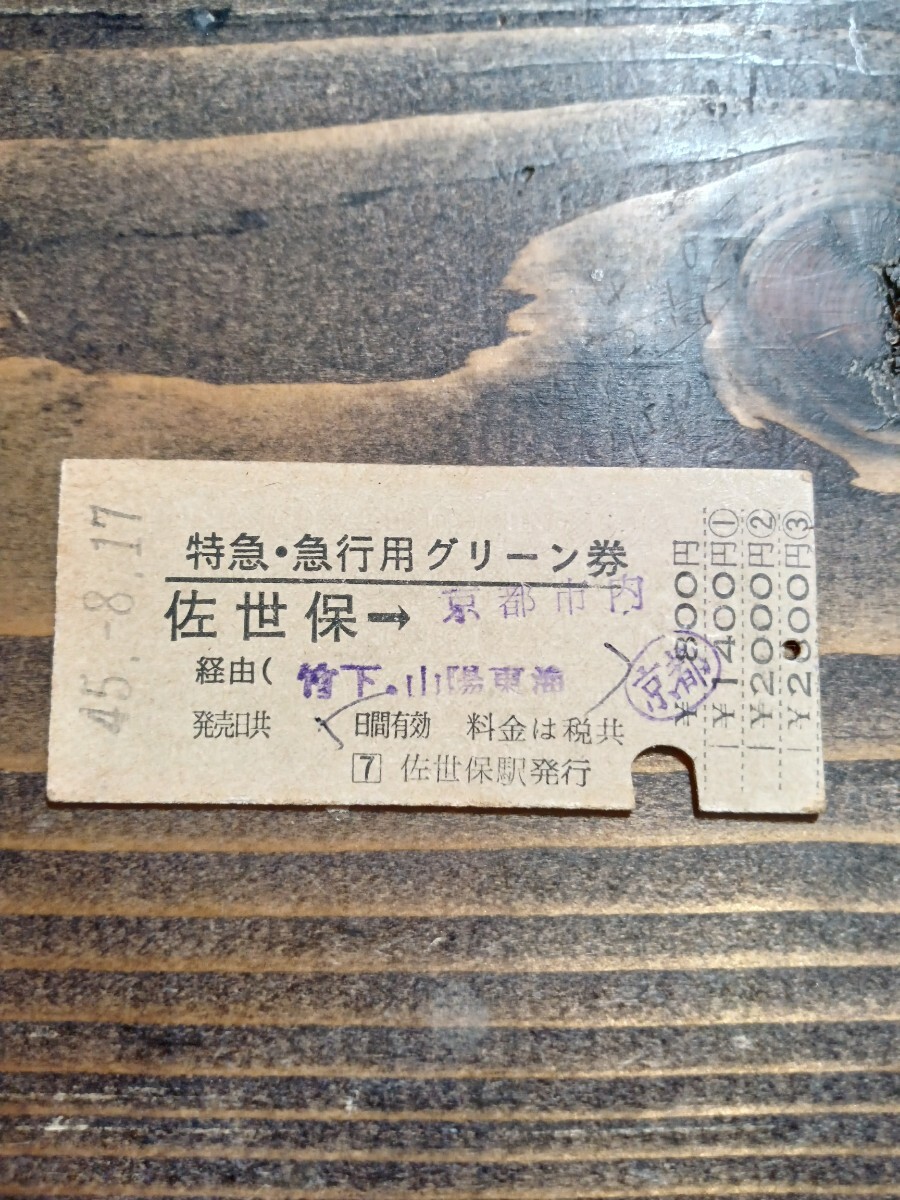 45.-8.17
特急・急行用グリーン券
佐世保→ 京都市内
経由( 竹下.山陽東海 )
京都
発売日共 日間有効 料金は税共
7 佐世保駅発行
¥800円
¥1400円①
¥2000円②
¥2800円③